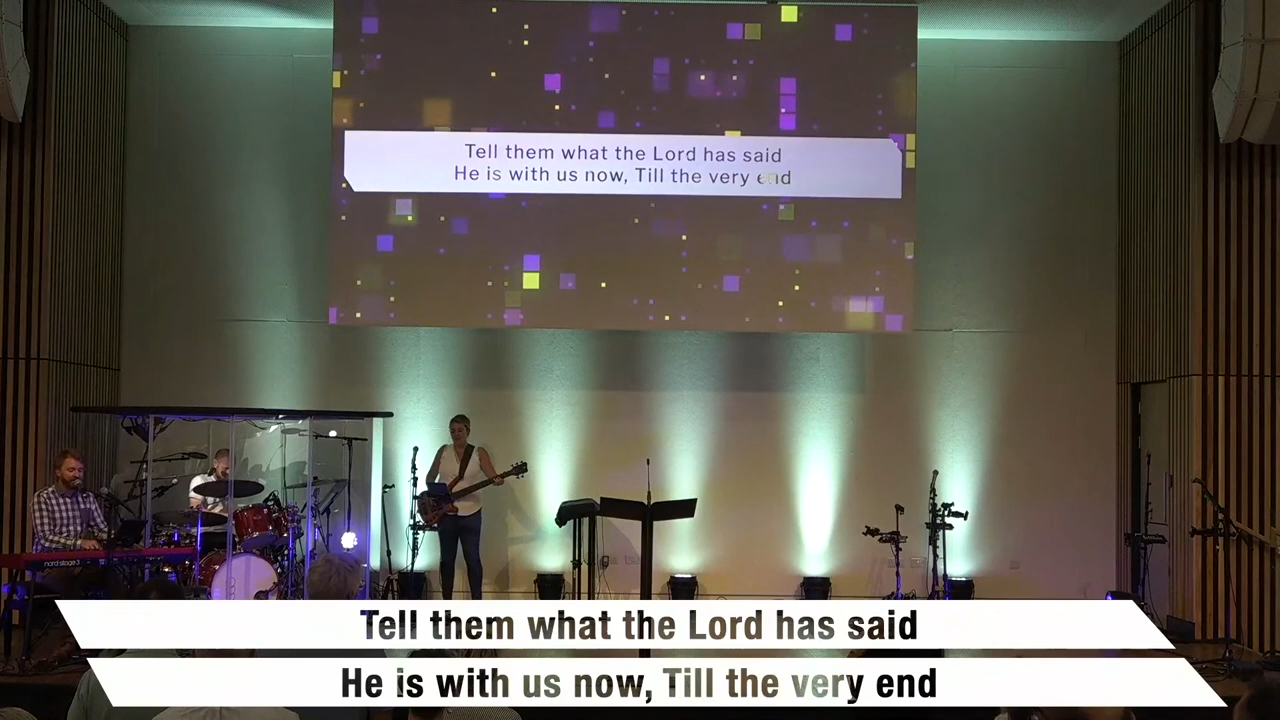 Tell them what the Lord has said
He is with us now, Till the very end
nord stage 3
Tell them what the Lord has said
He is with us now, Till the very end